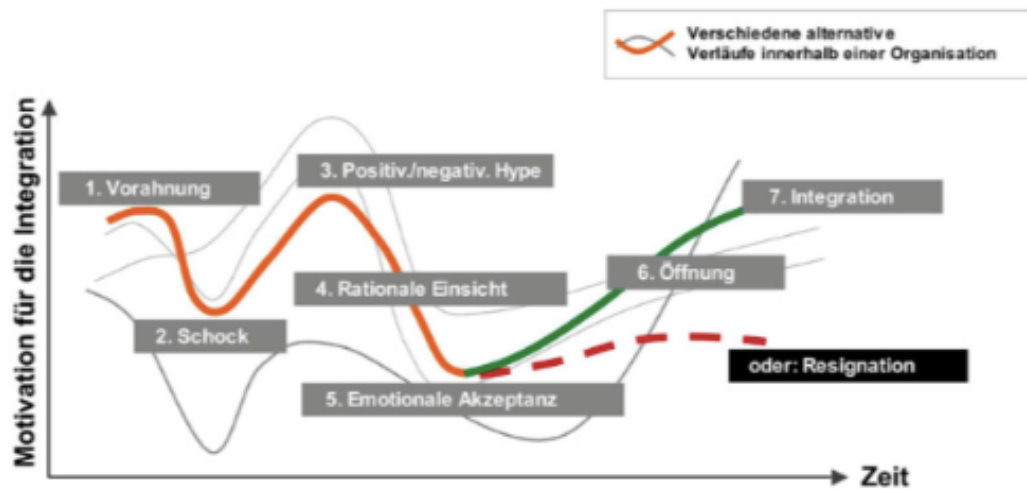 Verschiedene alternative
Verläufe innerhalb einer Organisation
Motivation für die Integration
1. Vorahnung
3. Positiv./negativ. Hype
7. Integration
6. Öffnung
4. Rationale Einsicht
2. Schock
oder: Resignation
5. Emotionale Akzeptanz
Zeit